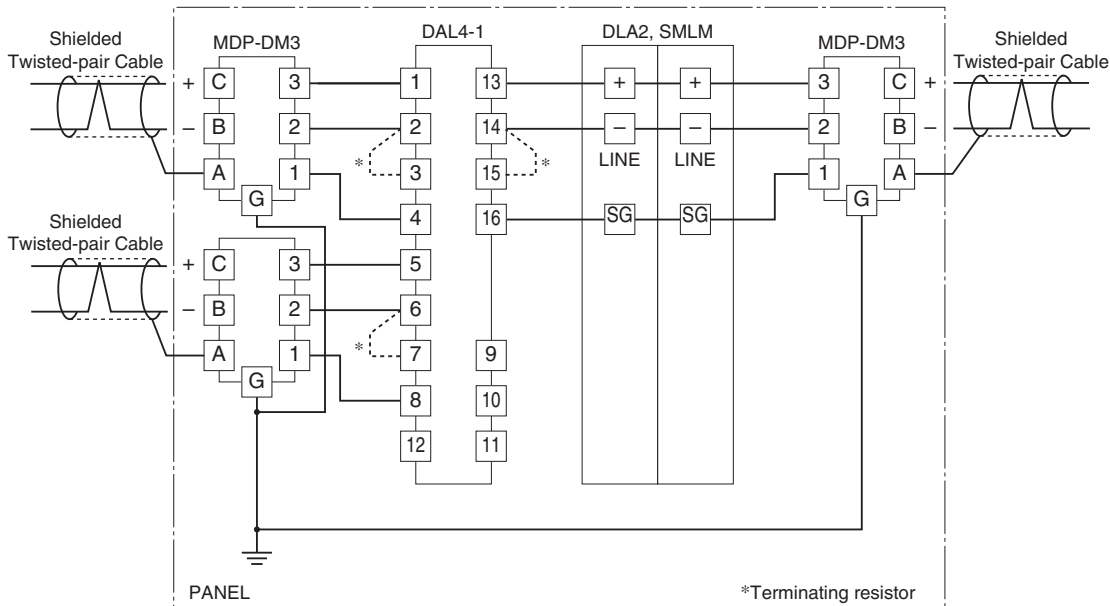 Shielded
Twisted-pair Cable
MDP-DM3
DAL4-1
DLA2, SMLM
MDP-DM3
Shielded
Twisted-pair Cable
+ C 3 1 13 + + 3 C +
– B 2 2 14 – – 2 B –
LINE LINE
* *
A 1 3 15 1 A
G G
4 16 SG SG
Shielded
Twisted-pair Cable
+ C 3 5
– B 2 6
*
A 1 7 9
G
8 10
12 11
PANEL
*Terminating resistor